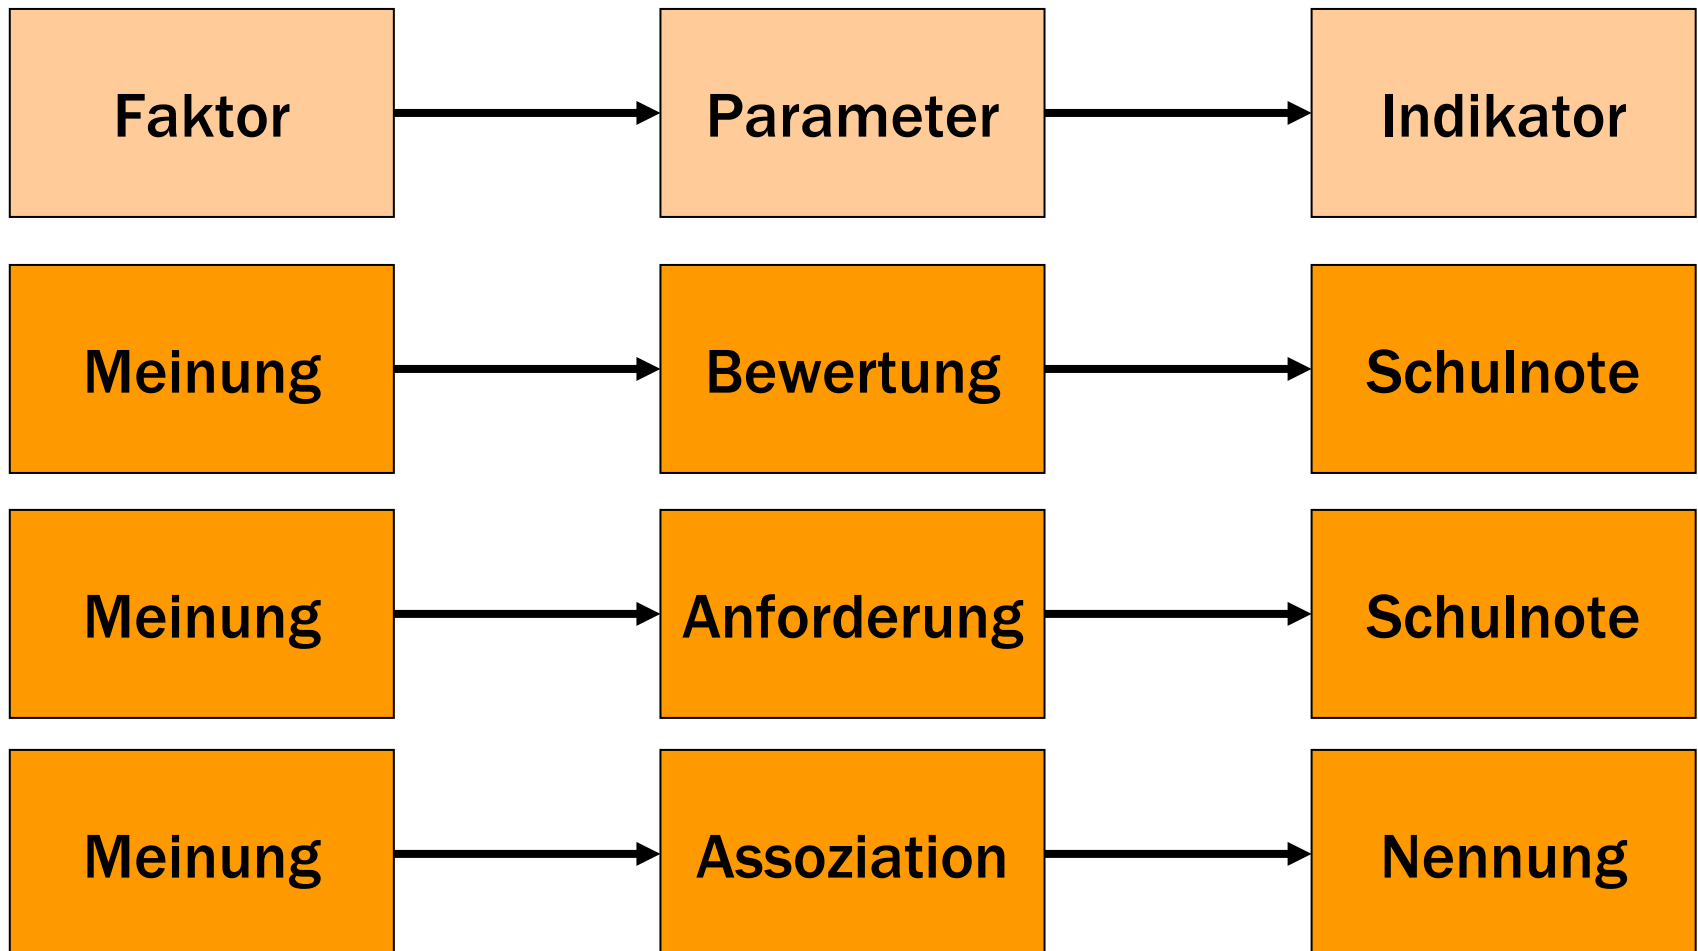 Faktor
Parameter
Indikator
Meinung
Bewertung
Schulnote
Meinung
Anforderung
Schulnote
Meinung
Assoziation
Nennung